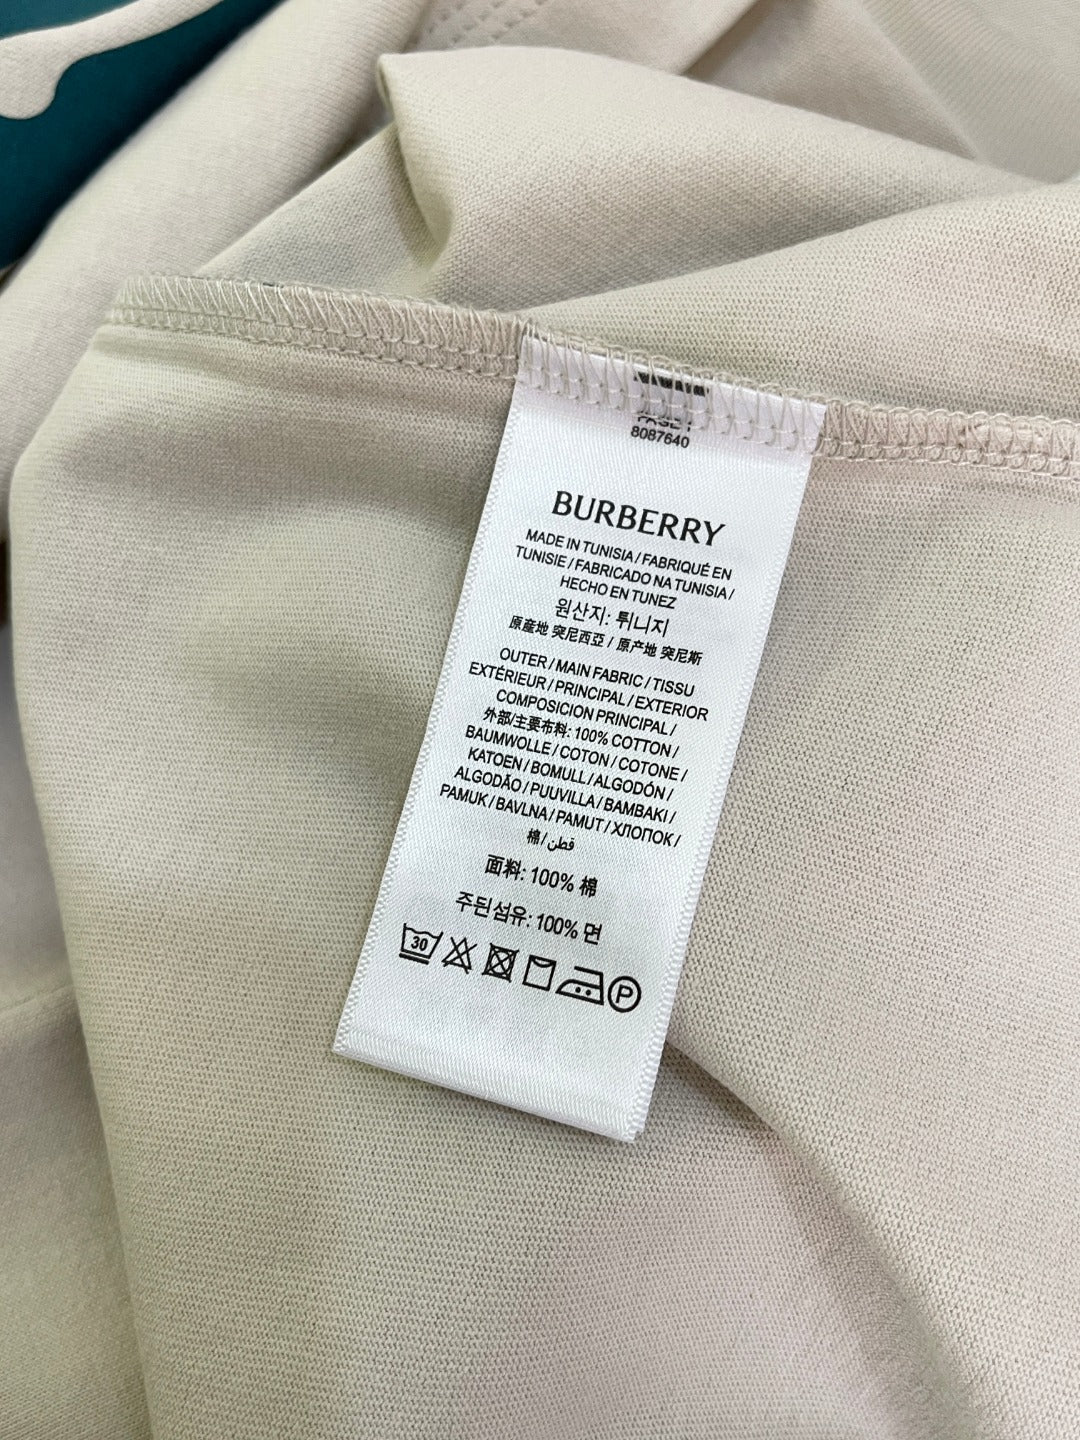 PAGE 1
8087640
BURBERRY
MADE IN TUNISIA / FABRIQUÉ EN
TUNISIE / FABRICADO NA TUNISIA /
HECHO EN TUNEZ
원산지: 튀니지
原產地 突尼西亞 / 原产地 突尼斯
OUTER / MAIN FABRIC / TISSU
EXTÉRIEUR / PRINCIPAL / EXTERIOR
COMPOSICION PRINCIPAL /
外部/主要布料: 100% COTTON /
BAUMWOLLE / COTON / COTONE /
KATOEN / BOMULL / ALGODÓN /
ALGODÃO / PUUVILLA / BAMBAKI /
PAMUK / BAVLNA / PAMUT / ХЛОПОК /
棉 / قطن
面料: 100% 棉
주된섬유: 100% 면
30
P